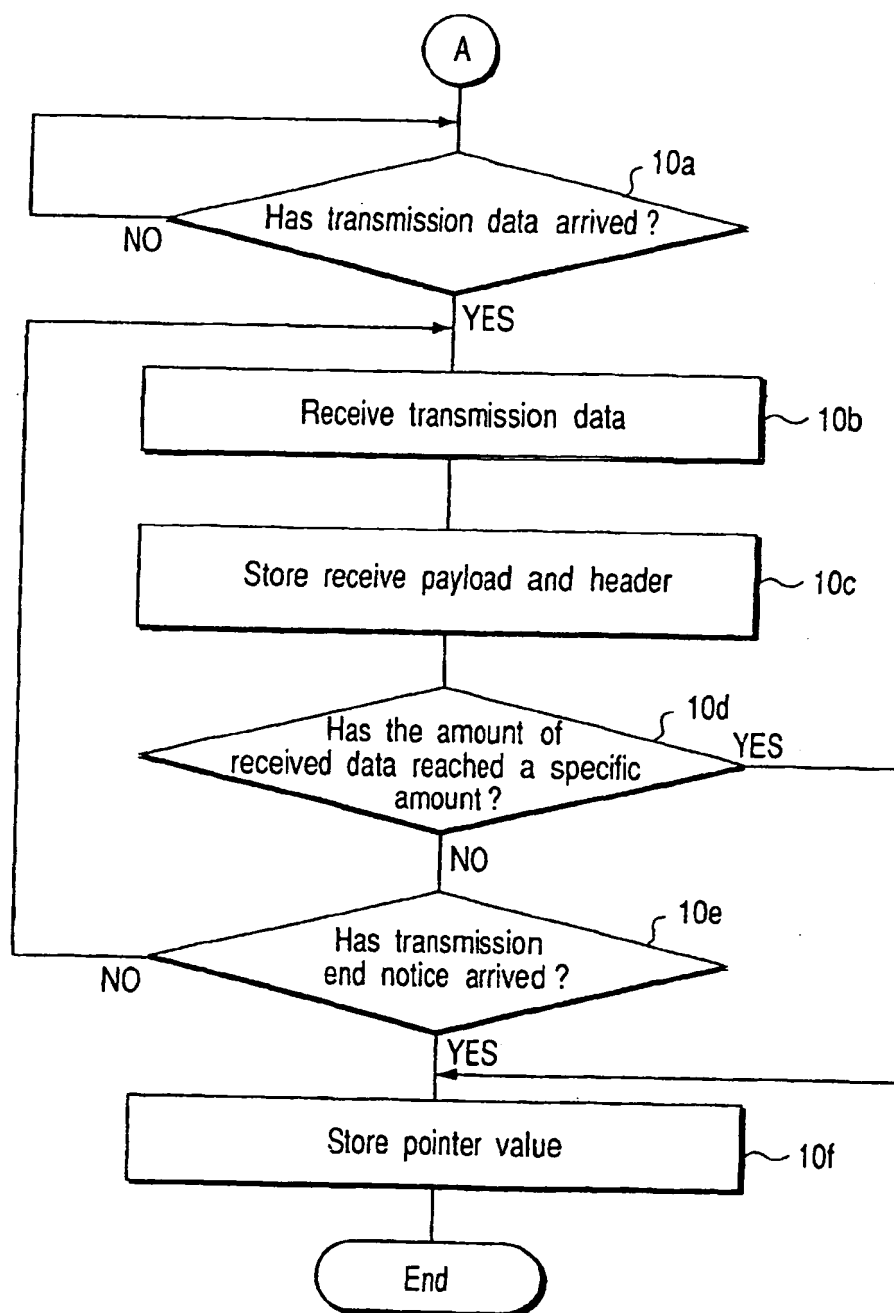 A
10a
Has transmission data arrived?
NO
YES
Receive transmission data
10b
Store receive payload and header
10c
10d
Has the amount of
received data reached a specific
amount?
YES
NO
10e
Has transmission
end notice arrived?
NO
YES
Store pointer value
10f
End